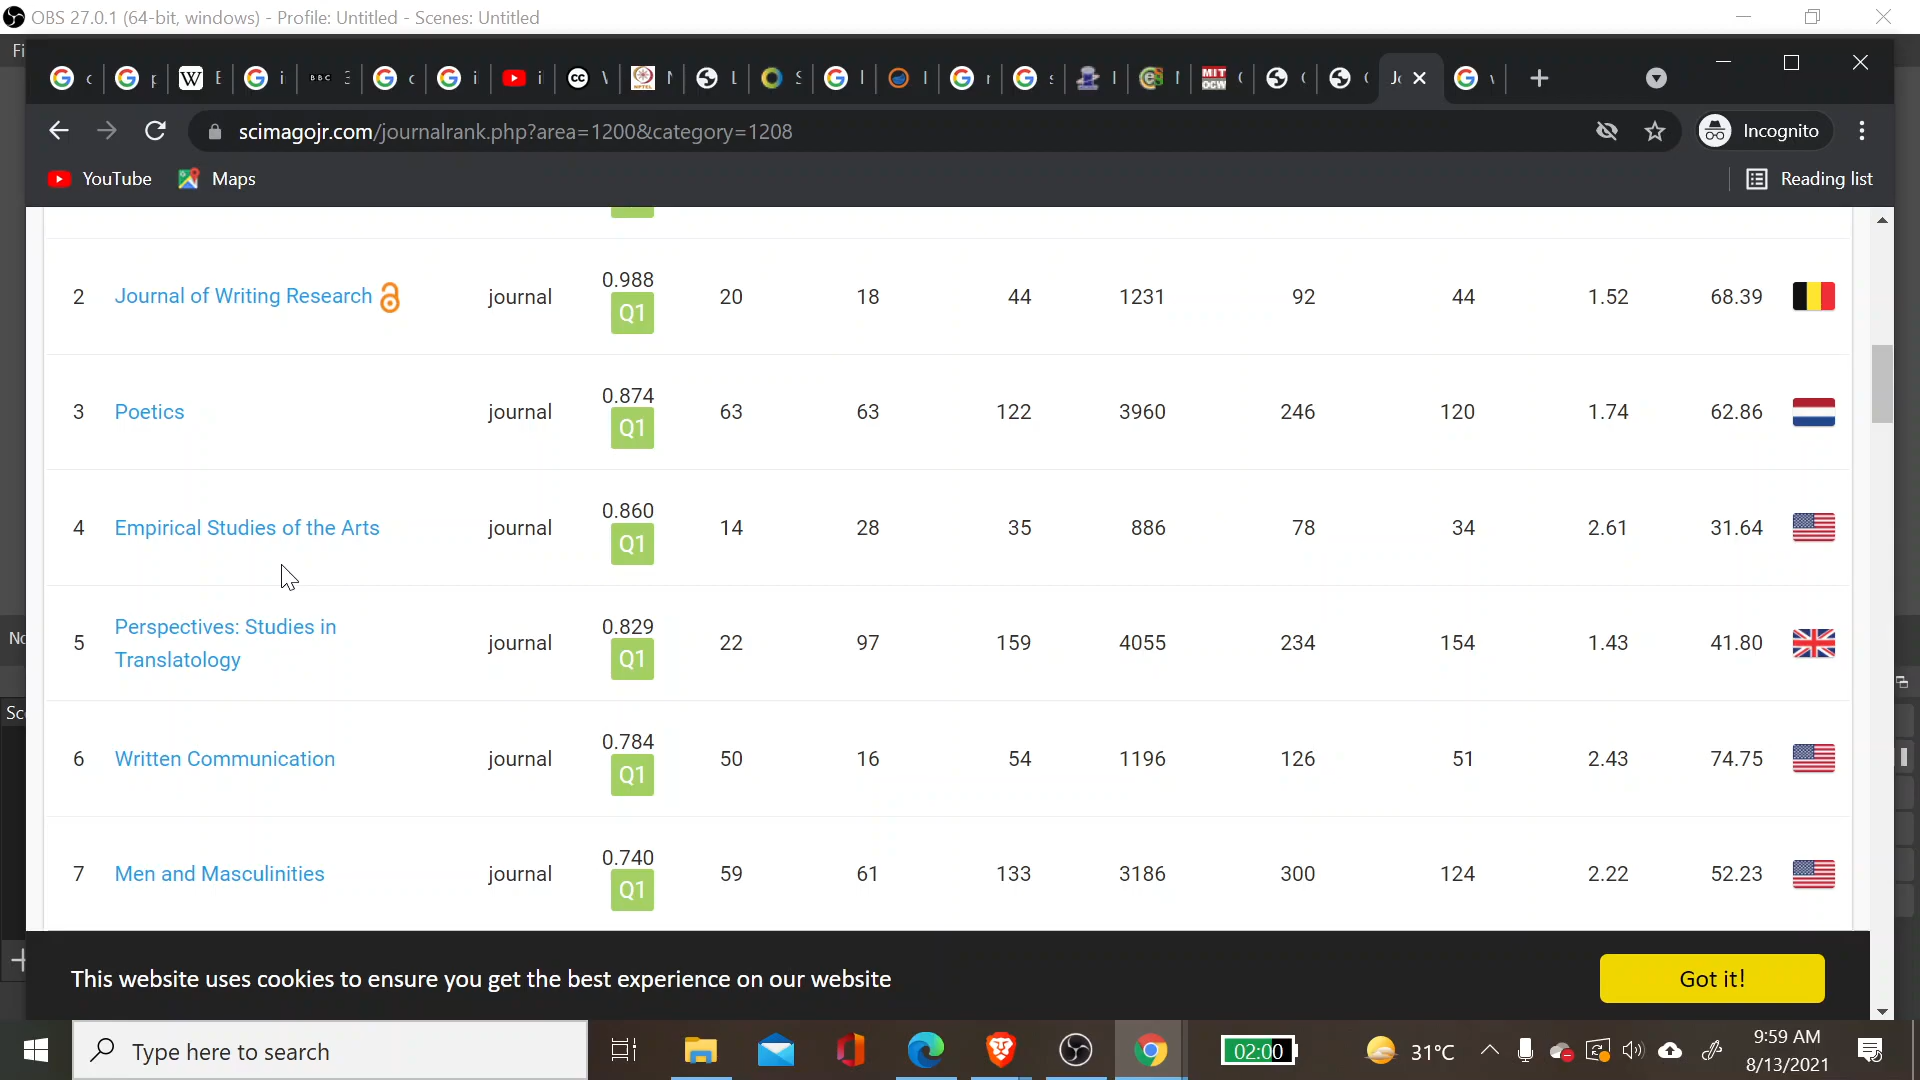 OBS 27.0.1 (64-bit, windows) - Profile: Untitled - Scenes: Untitled
Fi
scimagojr.com/journalrank.php?area=1200&category=1208
Incognito
YouTube
Maps
Reading list
2 Journal of Writing Research journal 0.988 Q1 20 18 44 1231 92 44 1.52 68.39
3 Poetics journal 0.874 Q1 63 63 122 3960 246 120 1.74 62.86
4 Empirical Studies of the Arts journal 0.860 Q1 14 28 35 886 78 34 2.61 31.64
5 Perspectives: Studies in Translatology journal 0.829 Q1 22 97 159 4055 234 154 1.43 41.80
6 Written Communication journal 0.784 Q1 50 16 54 1196 126 51 2.43 74.75
7 Men and Masculinities journal 0.740 Q1 59 61 133 3186 300 124 2.22 52.23
This website uses cookies to ensure you get the best experience on our website
Got it!
Type here to search
02:00
31°C
9:59 AM
8/13/2021